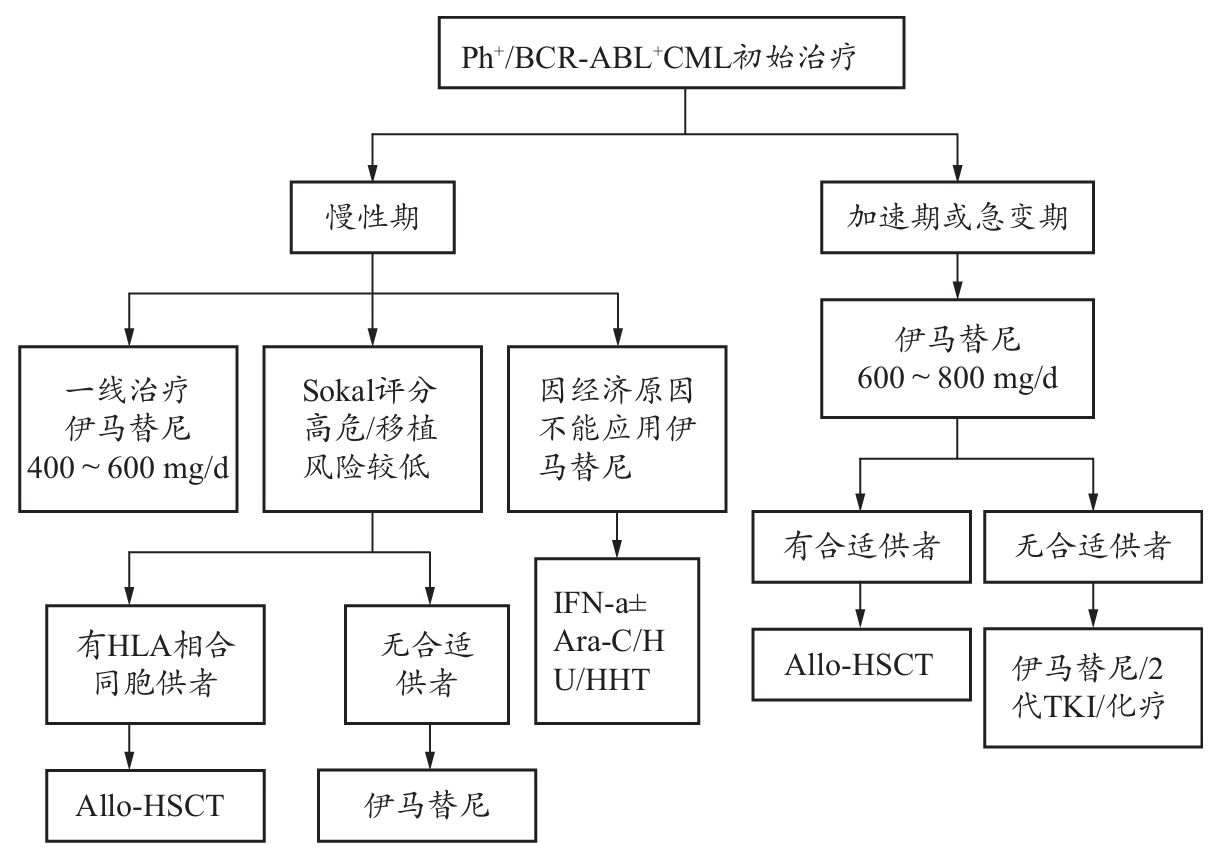 Ph⁺/BCR-ABL⁺CML初始治疗
慢性期
加速期或急变期
一线治疗
伊马替尼
400 ~ 600 mg/d
Sokal评分
高危/移植
风险较低
因经济原因
不能应用伊
马替尼
伊马替尼
600 ~ 800 mg/d
有HLA相合
同胞供者
无合适
供者
IFN-a±
Ara-C/H
U/HHT
有合适供者
无合适供者
Allo-HSCT
伊马替尼
Allo-HSCT
伊马替尼/2
代TKI/化疗